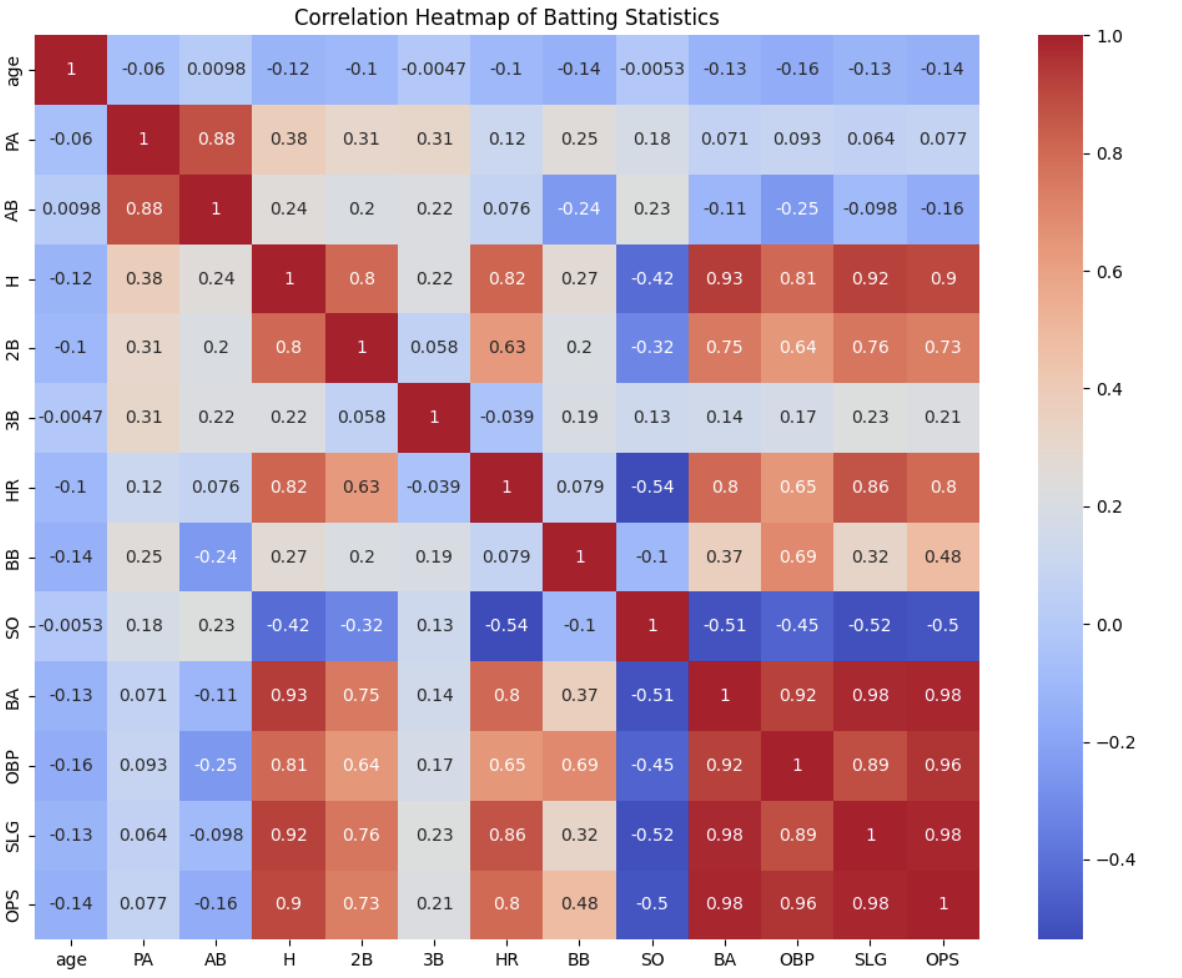 Correlation Heatmap of Batting Statistics
age 1 -0.06 0.0098 -0.12 -0.1 -0.0047 -0.1 -0.14 -0.0053 -0.13 -0.16 -0.13 -0.14
PA -0.06 1 0.88 0.38 0.31 0.31 0.12 0.25 0.18 0.071 0.093 0.064 0.077
AB 0.0098 0.88 1 0.24 0.2 0.22 0.076 -0.24 0.23 -0.11 -0.25 -0.098 -0.16
H -0.12 0.38 0.24 1 0.8 0.22 0.82 0.27 -0.42 0.93 0.81 0.92 0.9
2B -0.1 0.31 0.2 0.8 1 0.058 0.63 0.2 -0.32 0.75 0.64 0.76 0.73
3B -0.0047 0.31 0.22 0.22 0.058 1 -0.039 0.19 0.13 0.14 0.17 0.23 0.21
HR -0.1 0.12 0.076 0.82 0.63 -0.039 1 0.079 -0.54 0.8 0.65 0.86 0.8
BB -0.14 0.25 -0.24 0.27 0.2 0.19 0.079 1 -0.1 0.37 0.69 0.32 0.48
SO -0.0053 0.18 0.23 -0.42 -0.32 0.13 -0.54 -0.1 1 -0.51 -0.45 -0.52 -0.5
BA -0.13 0.071 -0.11 0.93 0.75 0.14 0.8 0.37 -0.51 1 0.92 0.98 0.98
OBP -0.16 0.093 -0.25 0.81 0.64 0.17 0.65 0.69 -0.45 0.92 1 0.89 0.96
SLG -0.13 0.064 -0.098 0.92 0.76 0.23 0.86 0.32 -0.52 0.98 0.89 1 0.98
OPS -0.14 0.077 -0.16 0.9 0.73 0.21 0.8 0.48 -0.5 0.98 0.96 0.98 1
age PA AB H 2B 3B HR BB SO BA OBP SLG OPS
1.0
0.8
0.6
0.4
0.2
0.0
−0.2
−0.4